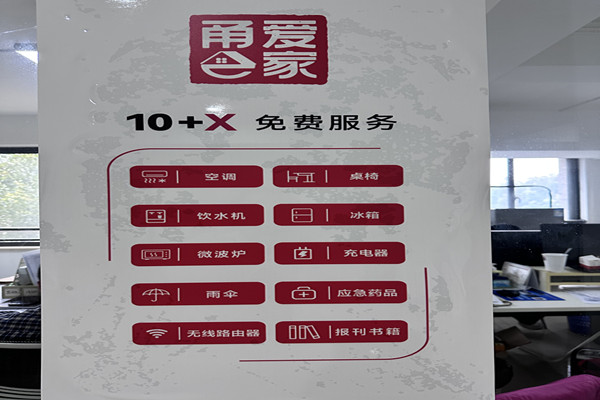 甬爱
e家
10+X 免费服务
空调 桌椅
饮水机 冰箱
微波炉 充电器
雨伞 应急药品
无线路由器 报刊书籍